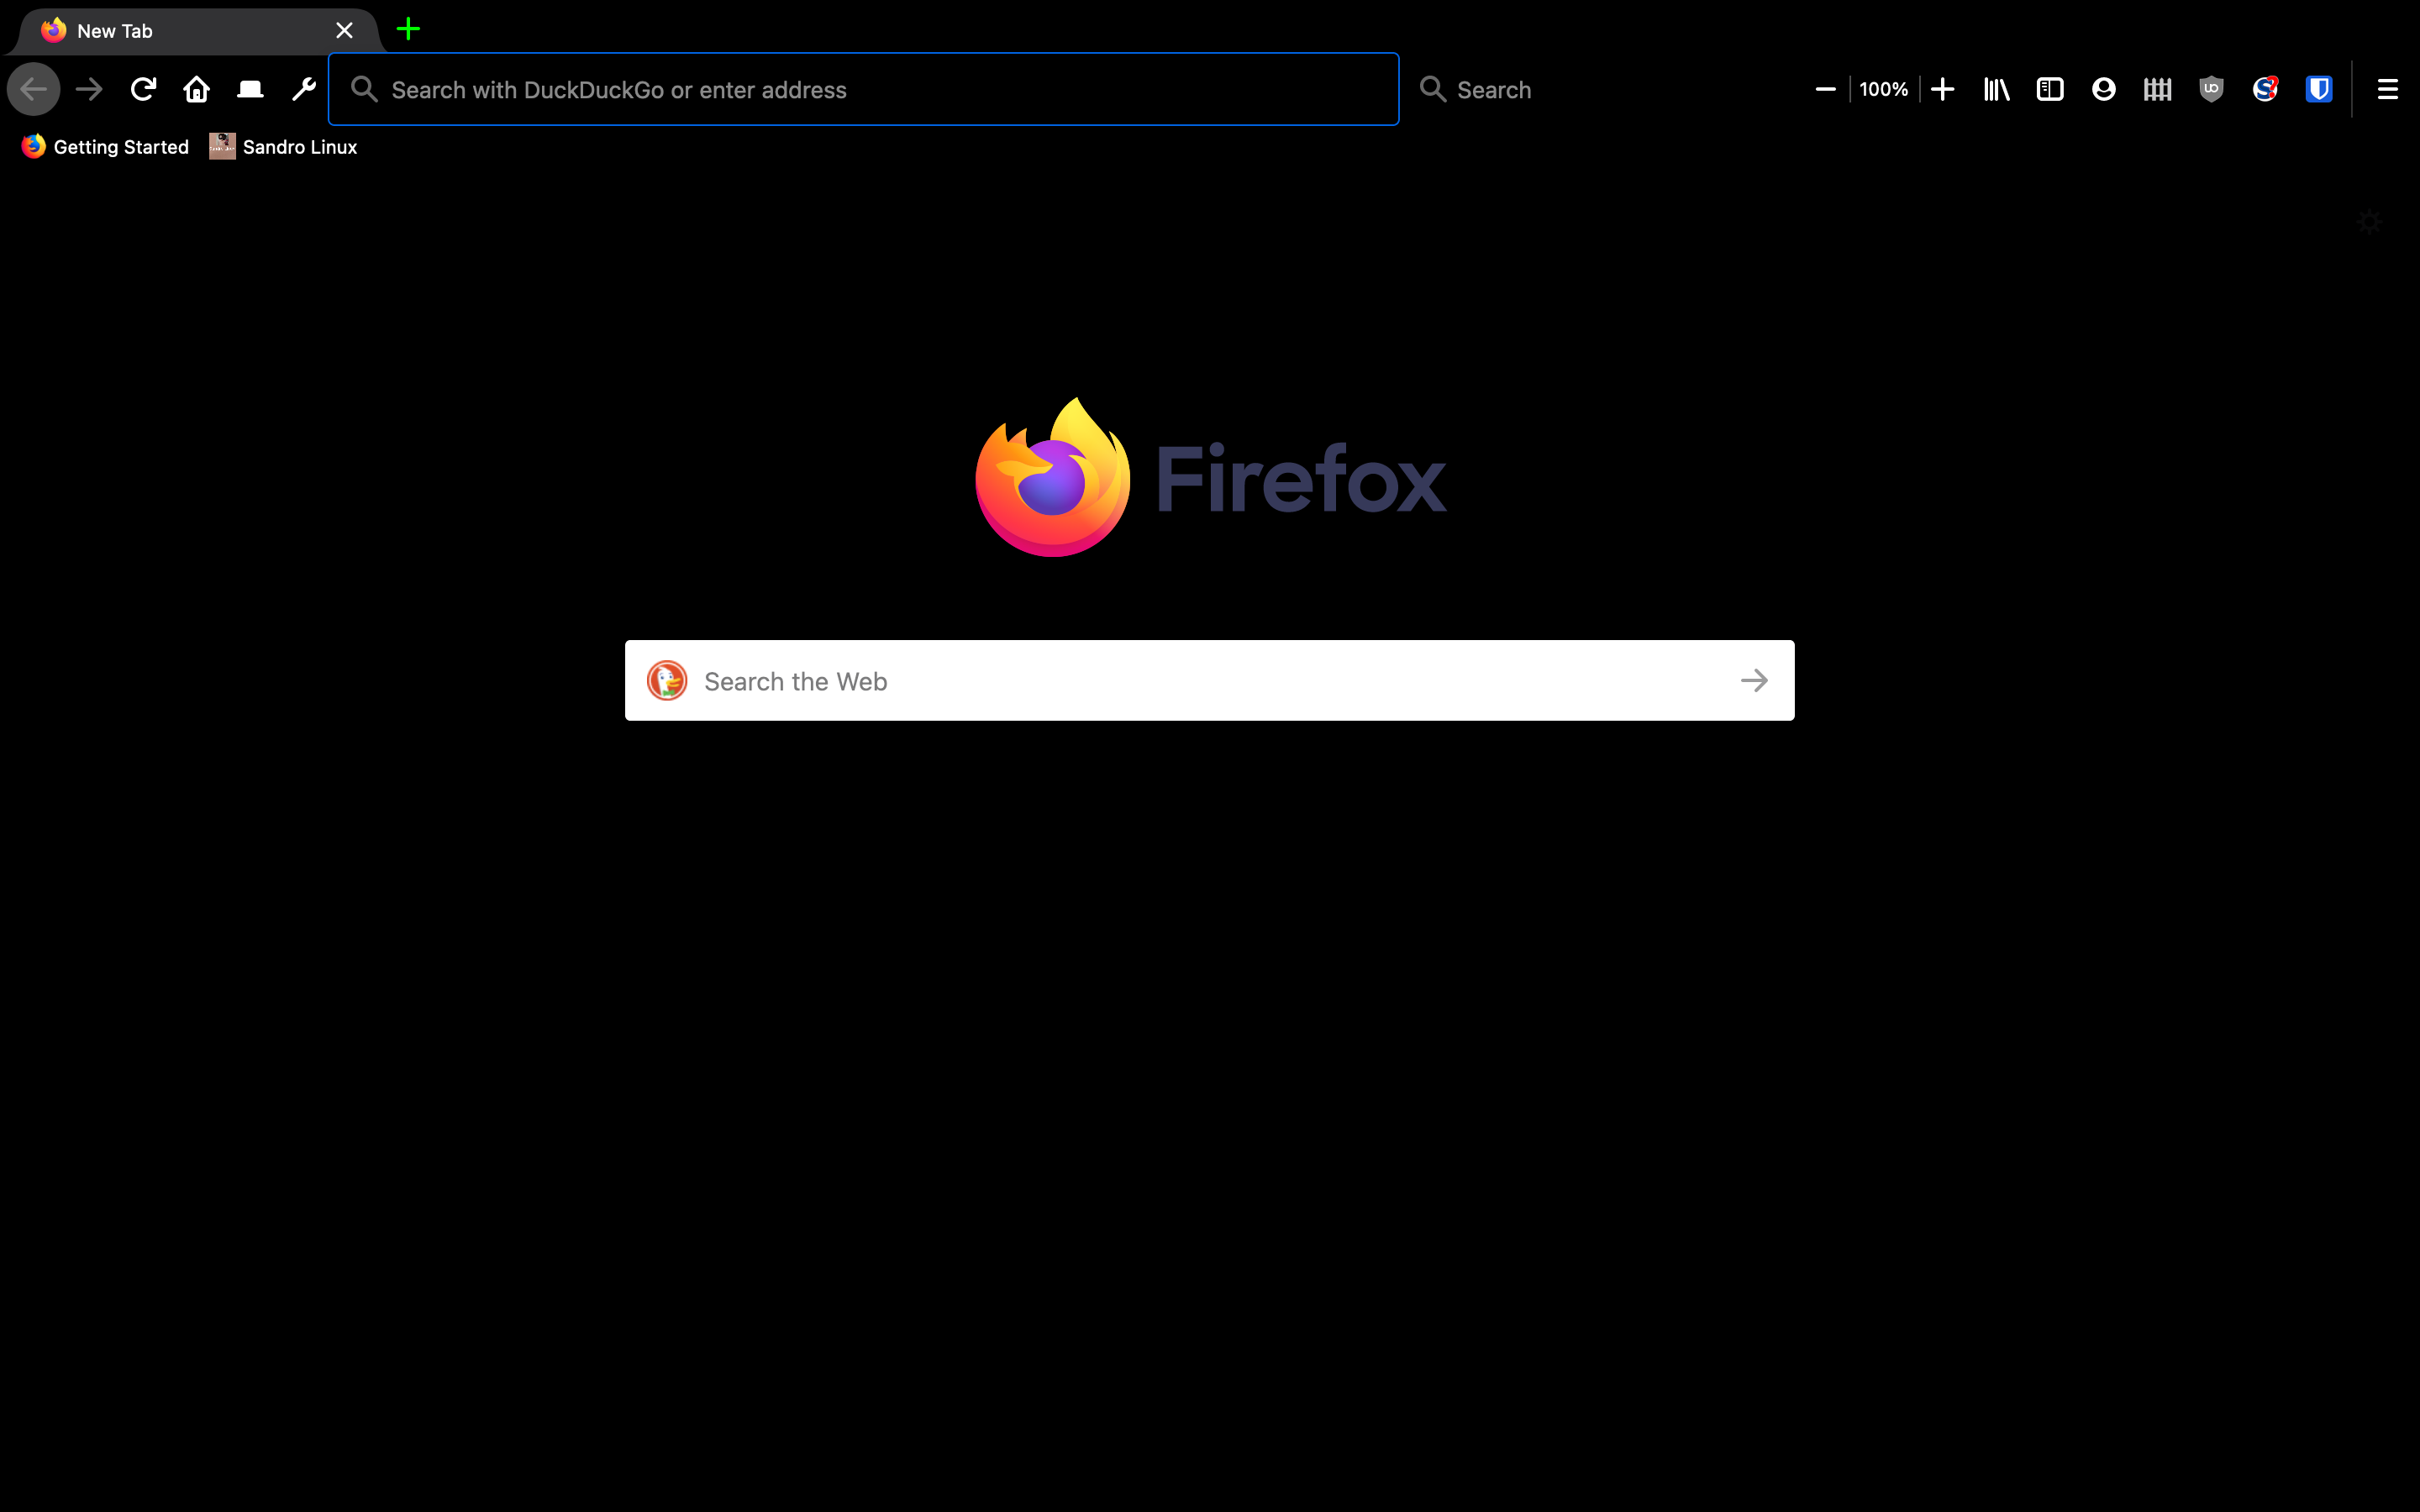 New Tab
Search with DuckDuckGo or enter address
Search
100%
Getting Started
Sandro Linux
Firefox
Search the Web